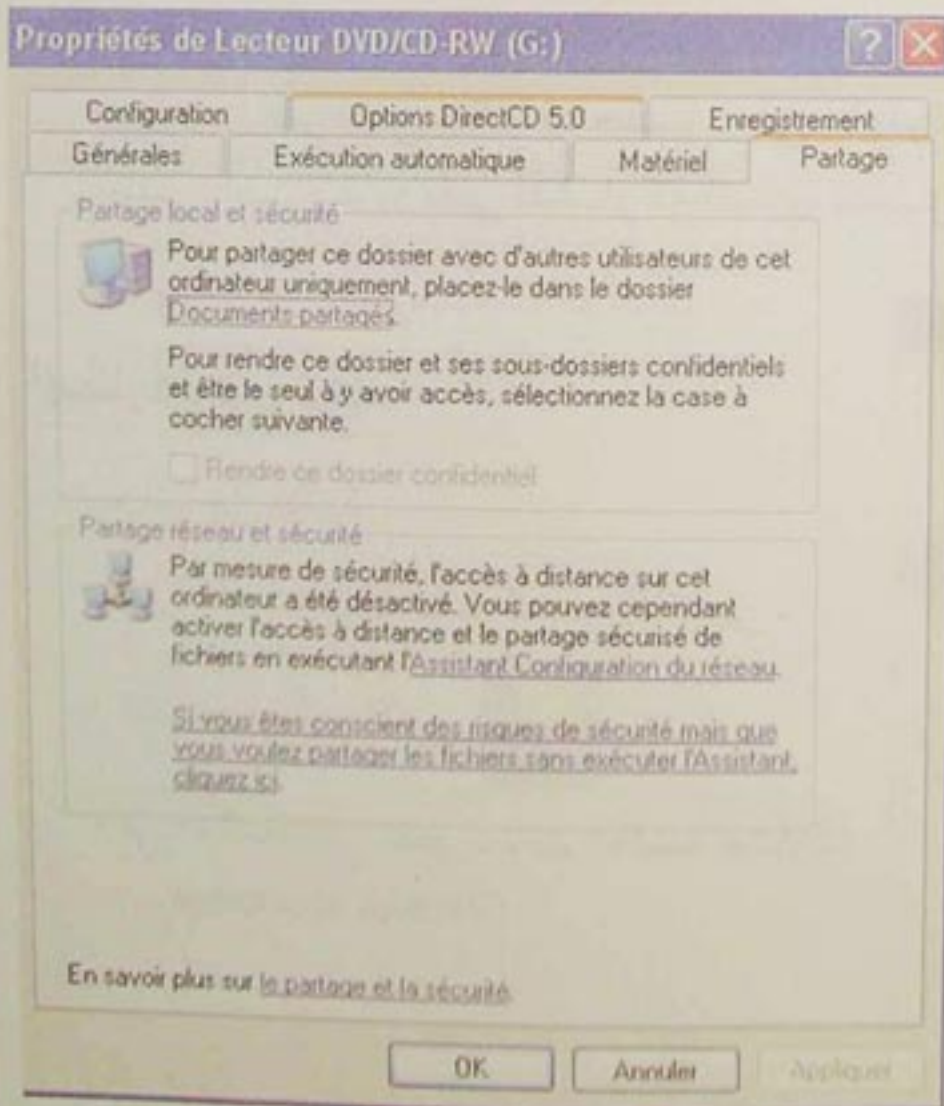 Propriétés de Lecteur DVD/CD-RW (G:)
Configuration
Options DirectCD 5.0
Enregistrement
Générales
Exécution automatique
Matériel
Partage
Partage local et sécurité
Pour partager ce dossier avec d'autres utilisateurs de cet
ordinateur uniquement, placez-le dans le dossier
Documents partagés.
Pour rendre ce dossier et ses sous-dossiers confidentiels
et être le seul à y avoir accès, sélectionnez la case à
cocher suivante.
Rendre ce dossier confidentiel
Partage réseau et sécurité
Par mesure de sécurité, l'accès à distance sur cet
ordinateur a été désactivé. Vous pouvez cependant
activer l'accès à distance et le partage sécurisé de
fichiers en exécutant l'Assistant Configuration du réseau.
Si vous êtes conscient des risques de sécurité mais que
vous voulez partager les fichiers sans exécuter l'Assistant,
cliquez ici.
En savoir plus sur le partage et la sécurité.
OK
Annuler
Appliquer